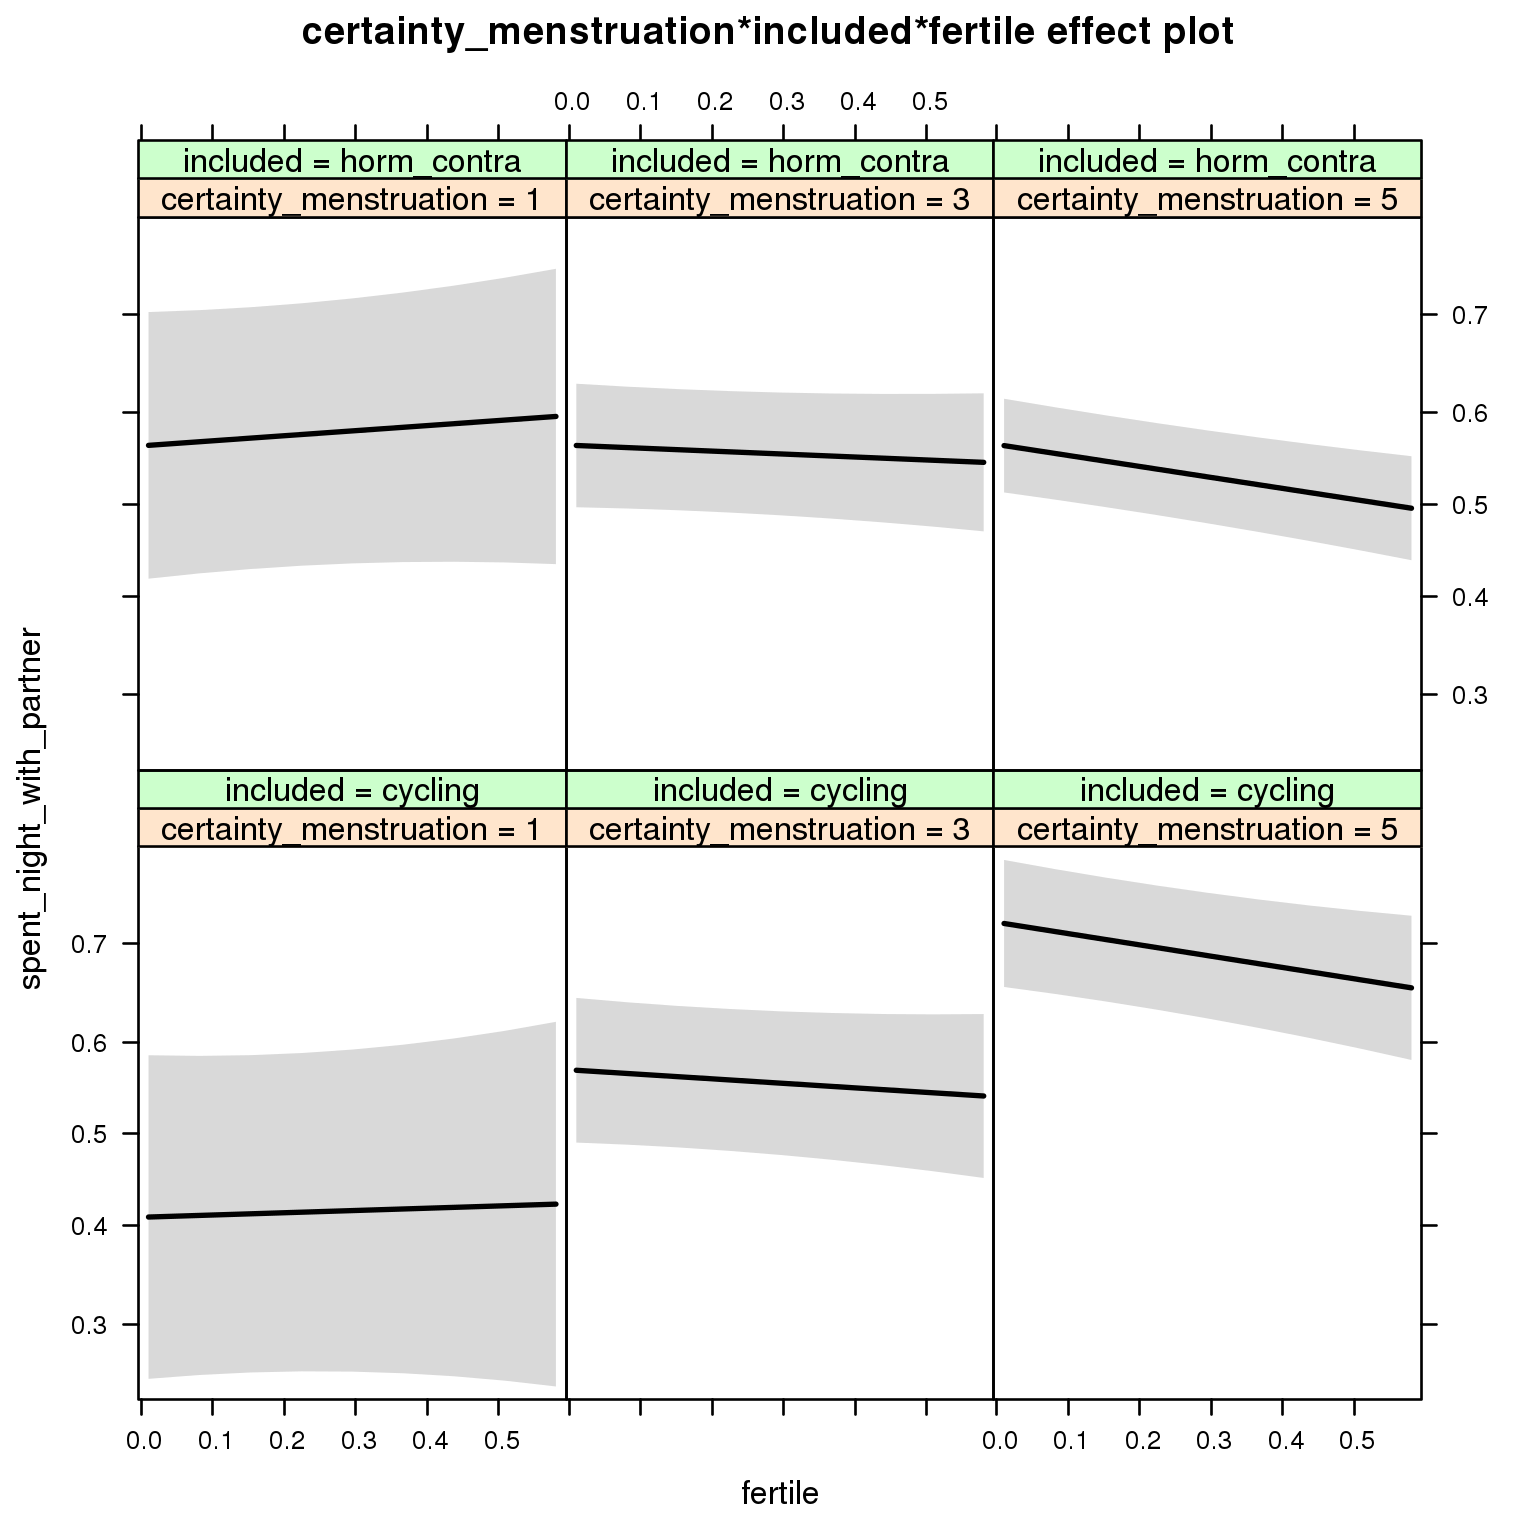 certainty_menstruation*included*fertile effect plot
0.0 0.1 0.2 0.3 0.4 0.5
included = horm_contra included = horm_contra included = horm_contra
certainty_menstruation = 1 certainty_menstruation = 3 certainty_menstruation = 5
0.7
0.6
0.5
0.4
0.3
spent_night_with_partner
included = cycling included = cycling included = cycling
certainty_menstruation = 1 certainty_menstruation = 3 certainty_menstruation = 5
0.7
0.6
0.5
0.4
0.3
0.0 0.1 0.2 0.3 0.4 0.5 0.0 0.1 0.2 0.3 0.4 0.5
fertile